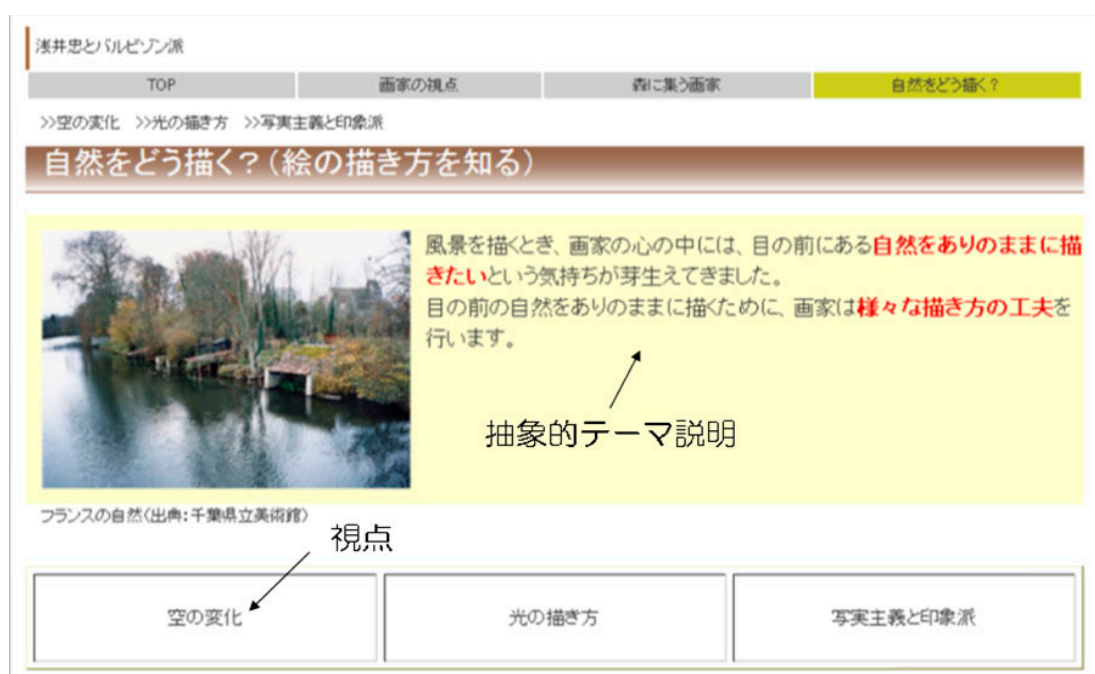 浅井忠とバルビゾン派
TOP 画家の視点 森に集う画家 自然をどう描く？
>>空の変化 >>光の描き方 >>写実主義と印象派
自然をどう描く？（絵の描き方を知る）
風景を描くとき、画家の心の中には、目の前にある自然をありのままに描
きたいという気持ちが芽生えてきました。
目の前の自然をありのままに描くために、画家は様々な描き方の工夫を
行います。
抽象的テーマ説明
フランスの自然（出典：千葉県立美術館）
視点
空の変化 光の描き方 写実主義と印象派